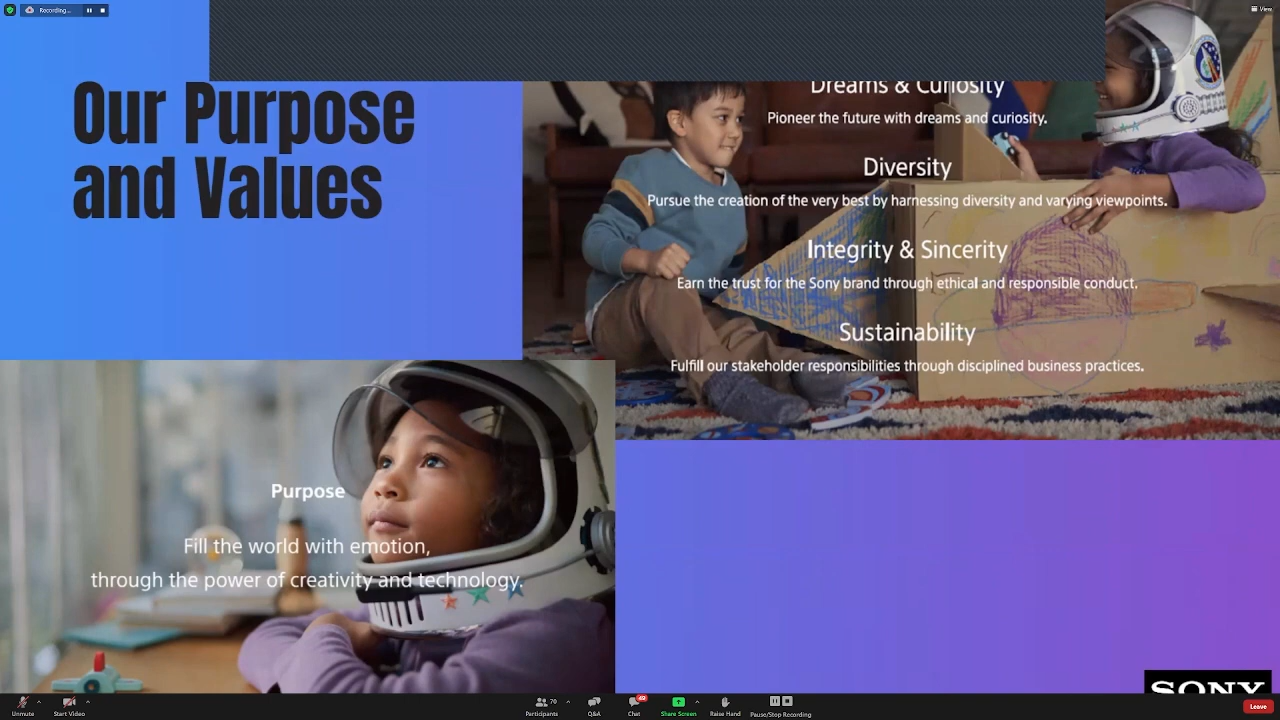 Recording...
View
Our Purpose
and Values
Dreams & Curiosity
Pioneer the future with dreams and curiosity.
Diversity
Pursue the creation of the very best by harnessing diversity and varying viewpoints.
Integrity & Sincerity
Earn the trust for the Sony brand through ethical and responsible conduct.
Sustainability
Fulfill our stakeholder responsibilities through disciplined business practices.
Purpose
Fill the world with emotion,
through the power of creativity and technology.
SONY
Unmute
Start Video
70
Participants
Q&A
49
Chat
Share Screen
Raise Hand
Pause/Stop Recording
Leave